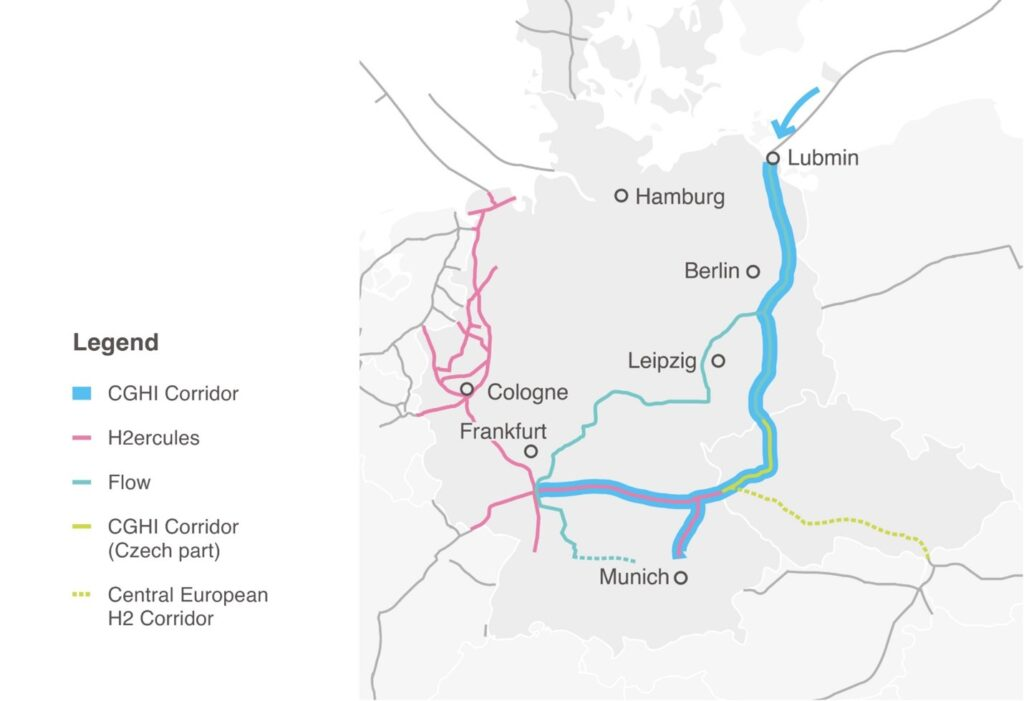 Lubmin
Hamburg
Berlin
Legend
Leipzig
CGHI Corridor
Cologne
H2ercules
Frankfurt
Flow
CGHI Corridor
(Czech part)
Munich
Central European
H2 Corridor